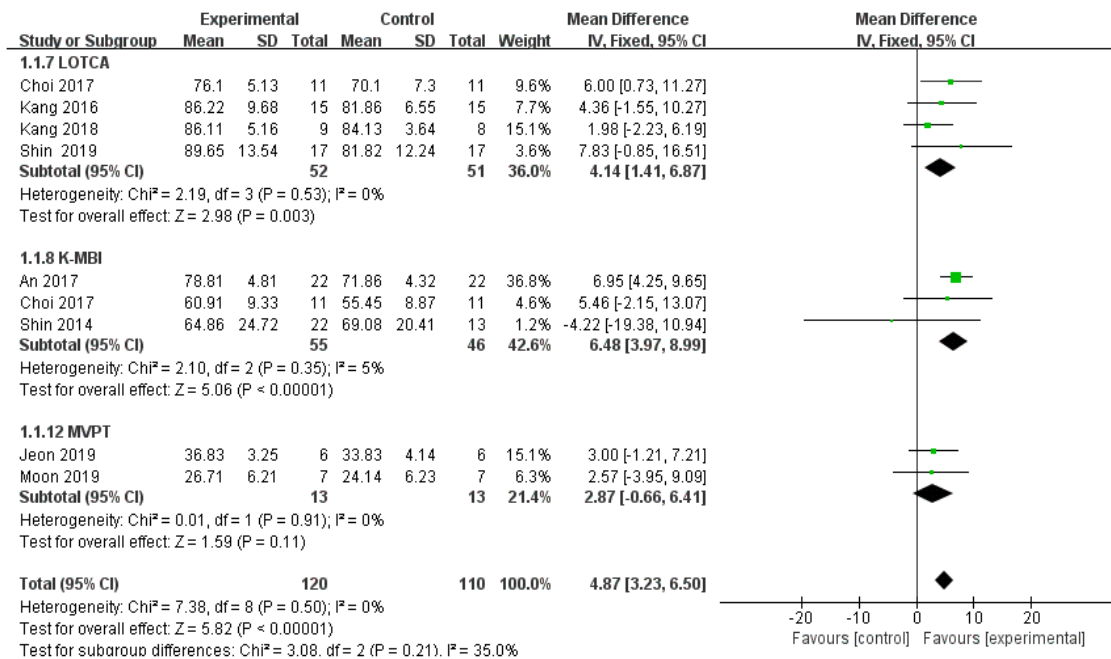 Experimental Control Mean Difference Mean Difference
Study or Subgroup Mean SD Total Mean SD Total Weight IV, Fixed, 95% CI IV, Fixed, 95% CI
1.1.7 LOTCA
Choi 2017 76.1 5.13 11 70.1 7.3 11 9.6% 6.00 [0.73, 11.27]
Kang 2016 86.22 9.68 15 81.86 6.55 15 7.7% 4.36 [-1.55, 10.27]
Kang 2018 86.11 5.16 9 84.13 3.64 8 15.1% 1.98 [-2.23, 6.19]
Shin 2019 89.65 13.54 17 81.82 12.24 17 3.6% 7.83 [-0.85, 16.51]
Subtotal (95% CI) 52 51 36.0% 4.14 [1.41, 6.87]
Heterogeneity: Chi² = 2.19, df = 3 (P = 0.53); I² = 0%
Test for overall effect: Z = 2.98 (P = 0.003)
1.1.8 K-MBI
An 2017 78.81 4.81 22 71.86 4.32 22 36.8% 6.95 [4.25, 9.65]
Choi 2017 60.91 9.33 11 55.45 8.87 11 4.6% 5.46 [-2.15, 13.07]
Shin 2014 64.86 24.72 22 69.08 20.41 13 1.2% -4.22 [-19.38, 10.94]
Subtotal (95% CI) 55 46 42.6% 6.48 [3.97, 8.99]
Heterogeneity: Chi² = 2.10, df = 2 (P = 0.35); I² = 5%
Test for overall effect: Z = 5.06 (P < 0.00001)
1.1.12 MVPT
Jeon 2019 36.83 3.25 6 33.83 4.14 6 15.1% 3.00 [-1.21, 7.21]
Moon 2019 26.71 6.21 7 24.14 6.23 7 6.3% 2.57 [-3.95, 9.09]
Subtotal (95% CI) 13 13 21.4% 2.87 [-0.66, 6.41]
Heterogeneity: Chi² = 0.01, df = 1 (P = 0.91); I² = 0%
Test for overall effect: Z = 1.59 (P = 0.11)
Total (95% CI) 120 110 100.0% 4.87 [3.23, 6.50]
Heterogeneity: Chi² = 7.38, df = 8 (P = 0.50); I² = 0%
Test for overall effect: Z = 5.82 (P < 0.00001)
Test for subgroup differences: Chi² = 3.08, df = 2 (P = 0.21), I² = 35.0%
-20 -10 0 10 20
Favours [control] Favours [experimental]